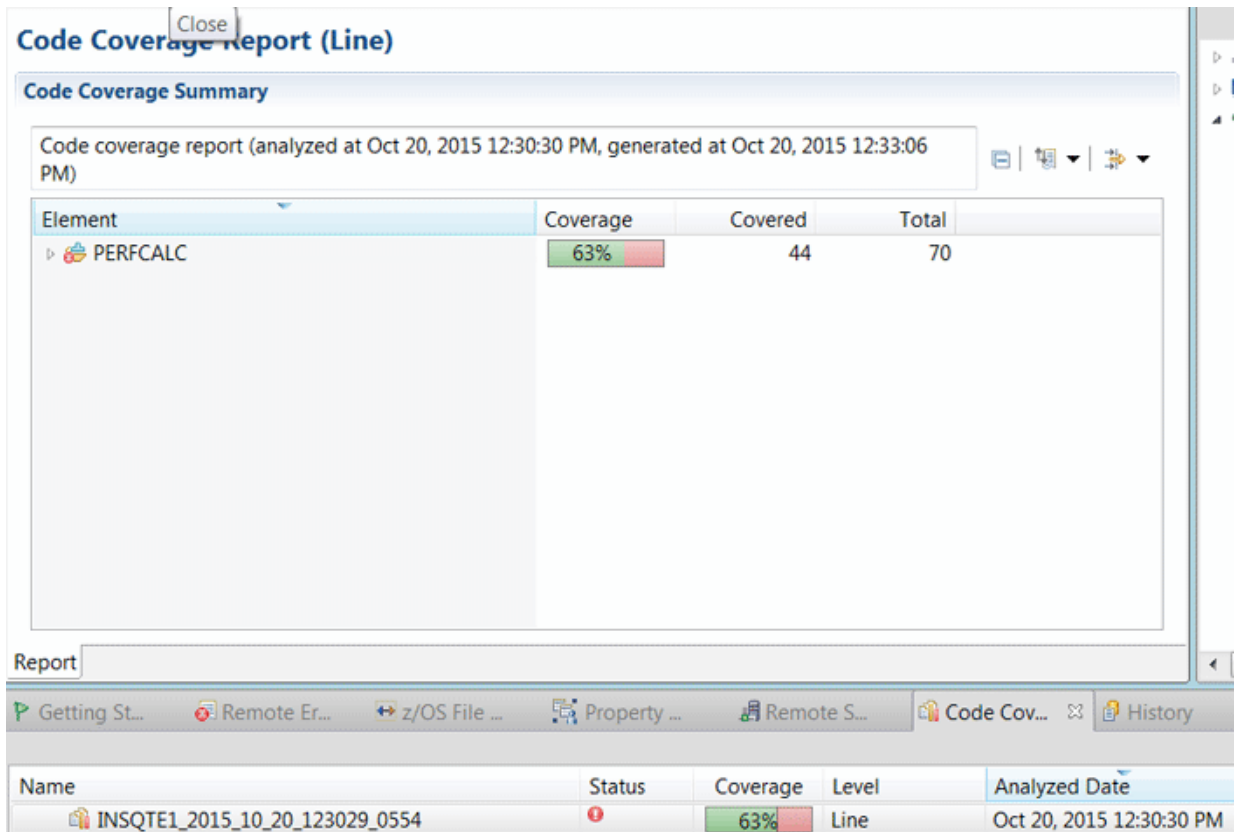 Close
Code Coverage Report (Line)
Code Coverage Summary
Code coverage report (analyzed at Oct 20, 2015 12:30:30 PM, generated at Oct 20, 2015 12:33:06
PM)
Element Coverage Covered Total
PERFCALC 63% 44 70
Report
Getting St... Remote Er... z/OS File ... Property ... Remote S... Code Cov... History
Name Status Coverage Level Analyzed Date
INSQTE1_2015_10_20_123029_0554 63% Line Oct 20, 2015 12:30:30 PM